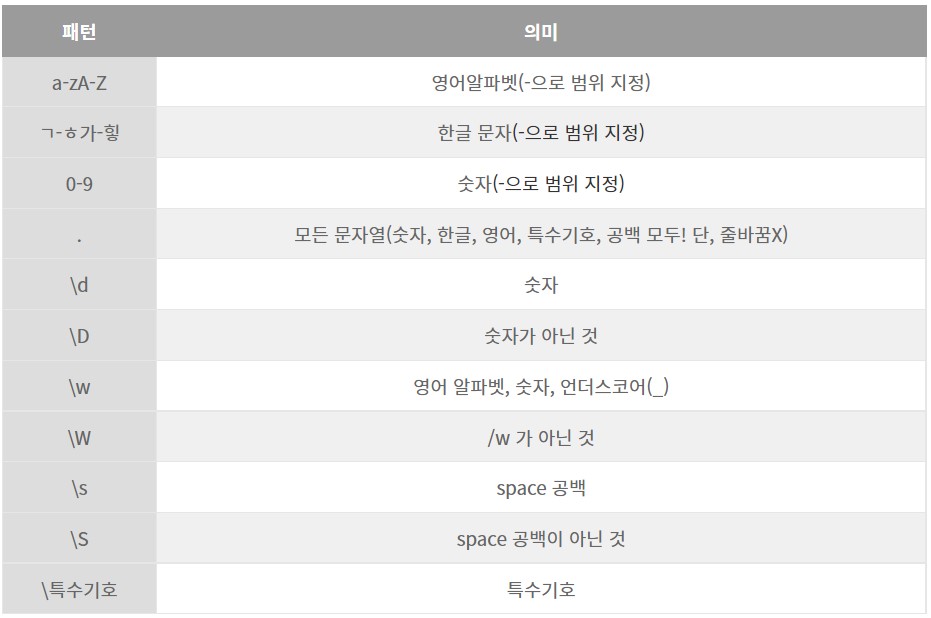 패턴 의미
a-zA-Z 영어알파벳(-으로 범위 지정)
ㄱ-ㅎ가-힣 한글 문자(-으로 범위 지정)
0-9 숫자(-으로 범위 지정)
. 모든 문자열(숫자, 한글, 영어, 특수기호, 공백 모두! 단, 줄바꿈X)
\d 숫자
\D 숫자가 아닌 것
\w 영어 알파벳, 숫자, 언더스코어(_)
\W /w 가 아닌 것
\s space 공백
\S space 공백이 아닌 것
\특수기호 특수기호